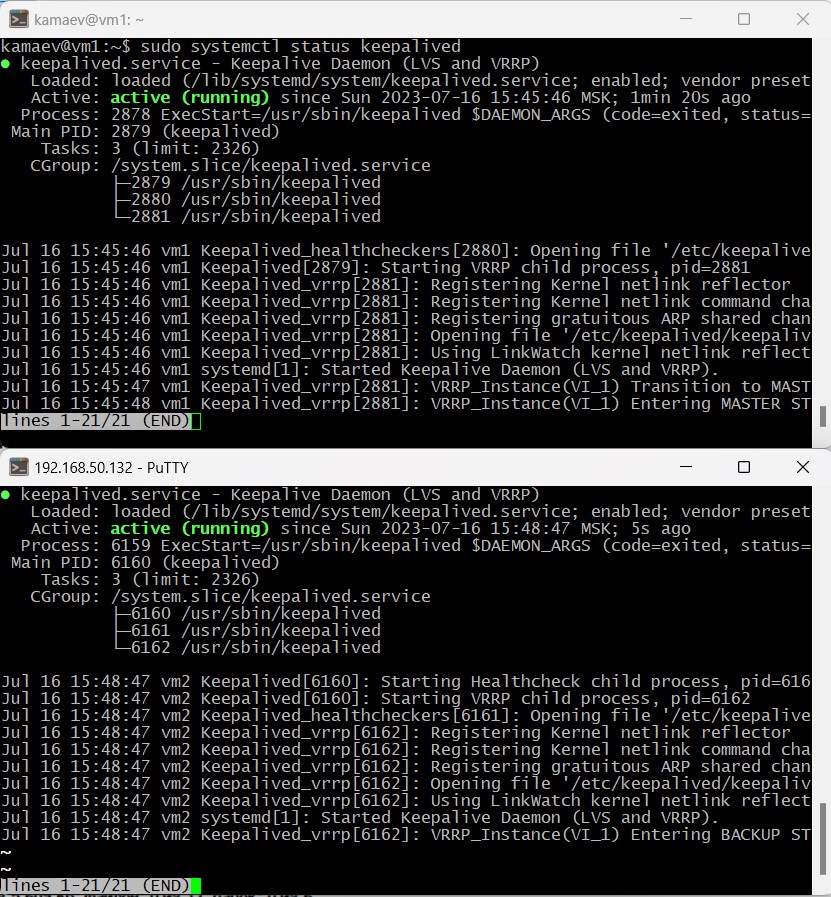 kamaev@vm1: ~
kamaev@vm1:~$ sudo systemctl status keepalived
● keepalived.service - Keepalive Daemon (LVS and VRRP)
   Loaded: loaded (/lib/systemd/system/keepalived.service; enabled; vendor preset
   Active: active (running) since Sun 2023-07-16 15:45:46 MSK; 1min 20s ago
  Process: 2878 ExecStart=/usr/sbin/keepalived $DAEMON_ARGS (code=exited, status=
 Main PID: 2879 (keepalived)
    Tasks: 3 (limit: 2326)
   CGroup: /system.slice/keepalived.service
           ├─2879 /usr/sbin/keepalived
           ├─2880 /usr/sbin/keepalived
           └─2881 /usr/sbin/keepalived
Jul 16 15:45:46 vm1 Keepalived_healthcheckers[2880]: Opening file '/etc/keepalive
Jul 16 15:45:46 vm1 Keepalived[2879]: Starting VRRP child process, pid=2881
Jul 16 15:45:46 vm1 Keepalived_vrrp[2881]: Registering Kernel netlink reflector
Jul 16 15:45:46 vm1 Keepalived_vrrp[2881]: Registering Kernel netlink command cha
Jul 16 15:45:46 vm1 Keepalived_vrrp[2881]: Registering gratuitous ARP shared chan
Jul 16 15:45:46 vm1 Keepalived_vrrp[2881]: Opening file '/etc/keepalived/keepaliv
Jul 16 15:45:46 vm1 Keepalived_vrrp[2881]: Using LinkWatch kernel netlink reflect
Jul 16 15:45:46 vm1 systemd[1]: Started Keepalive Daemon (LVS and VRRP).
Jul 16 15:45:47 vm1 Keepalived_vrrp[2881]: VRRP_Instance(VI_1) Transition to MAST
Jul 16 15:45:48 vm1 Keepalived_vrrp[2881]: VRRP_Instance(VI_1) Entering MASTER ST
lines 1-21/21 (END)
192.168.50.132 - PuTTY
● keepalived.service - Keepalive Daemon (LVS and VRRP)
   Loaded: loaded (/lib/systemd/system/keepalived.service; enabled; vendor preset
   Active: active (running) since Sun 2023-07-16 15:48:47 MSK; 5s ago
  Process: 6159 ExecStart=/usr/sbin/keepalived $DAEMON_ARGS (code=exited, status=
 Main PID: 6160 (keepalived)
    Tasks: 3 (limit: 2326)
   CGroup: /system.slice/keepalived.service
           ├─6160 /usr/sbin/keepalived
           ├─6161 /usr/sbin/keepalived
           └─6162 /usr/sbin/keepalived
Jul 16 15:48:47 vm2 Keepalived[6160]: Starting Healthcheck child process, pid=616
Jul 16 15:48:47 vm2 Keepalived[6160]: Starting VRRP child process, pid=6162
Jul 16 15:48:47 vm2 Keepalived_healthcheckers[6161]: Opening file '/etc/keepalive
Jul 16 15:48:47 vm2 Keepalived_vrrp[6162]: Registering Kernel netlink reflector
Jul 16 15:48:47 vm2 Keepalived_vrrp[6162]: Registering Kernel netlink command cha
Jul 16 15:48:47 vm2 Keepalived_vrrp[6162]: Registering gratuitous ARP shared chan
Jul 16 15:48:47 vm2 Keepalived_vrrp[6162]: Opening file '/etc/keepalived/keepaliv
Jul 16 15:48:47 vm2 Keepalived_vrrp[6162]: Using LinkWatch kernel netlink reflect
Jul 16 15:48:47 vm2 systemd[1]: Started Keepalive Daemon (LVS and VRRP).
Jul 16 15:48:47 vm2 Keepalived_vrrp[6162]: VRRP_Instance(VI_1) Entering BACKUP ST
~
~
lines 1-21/21 (END)